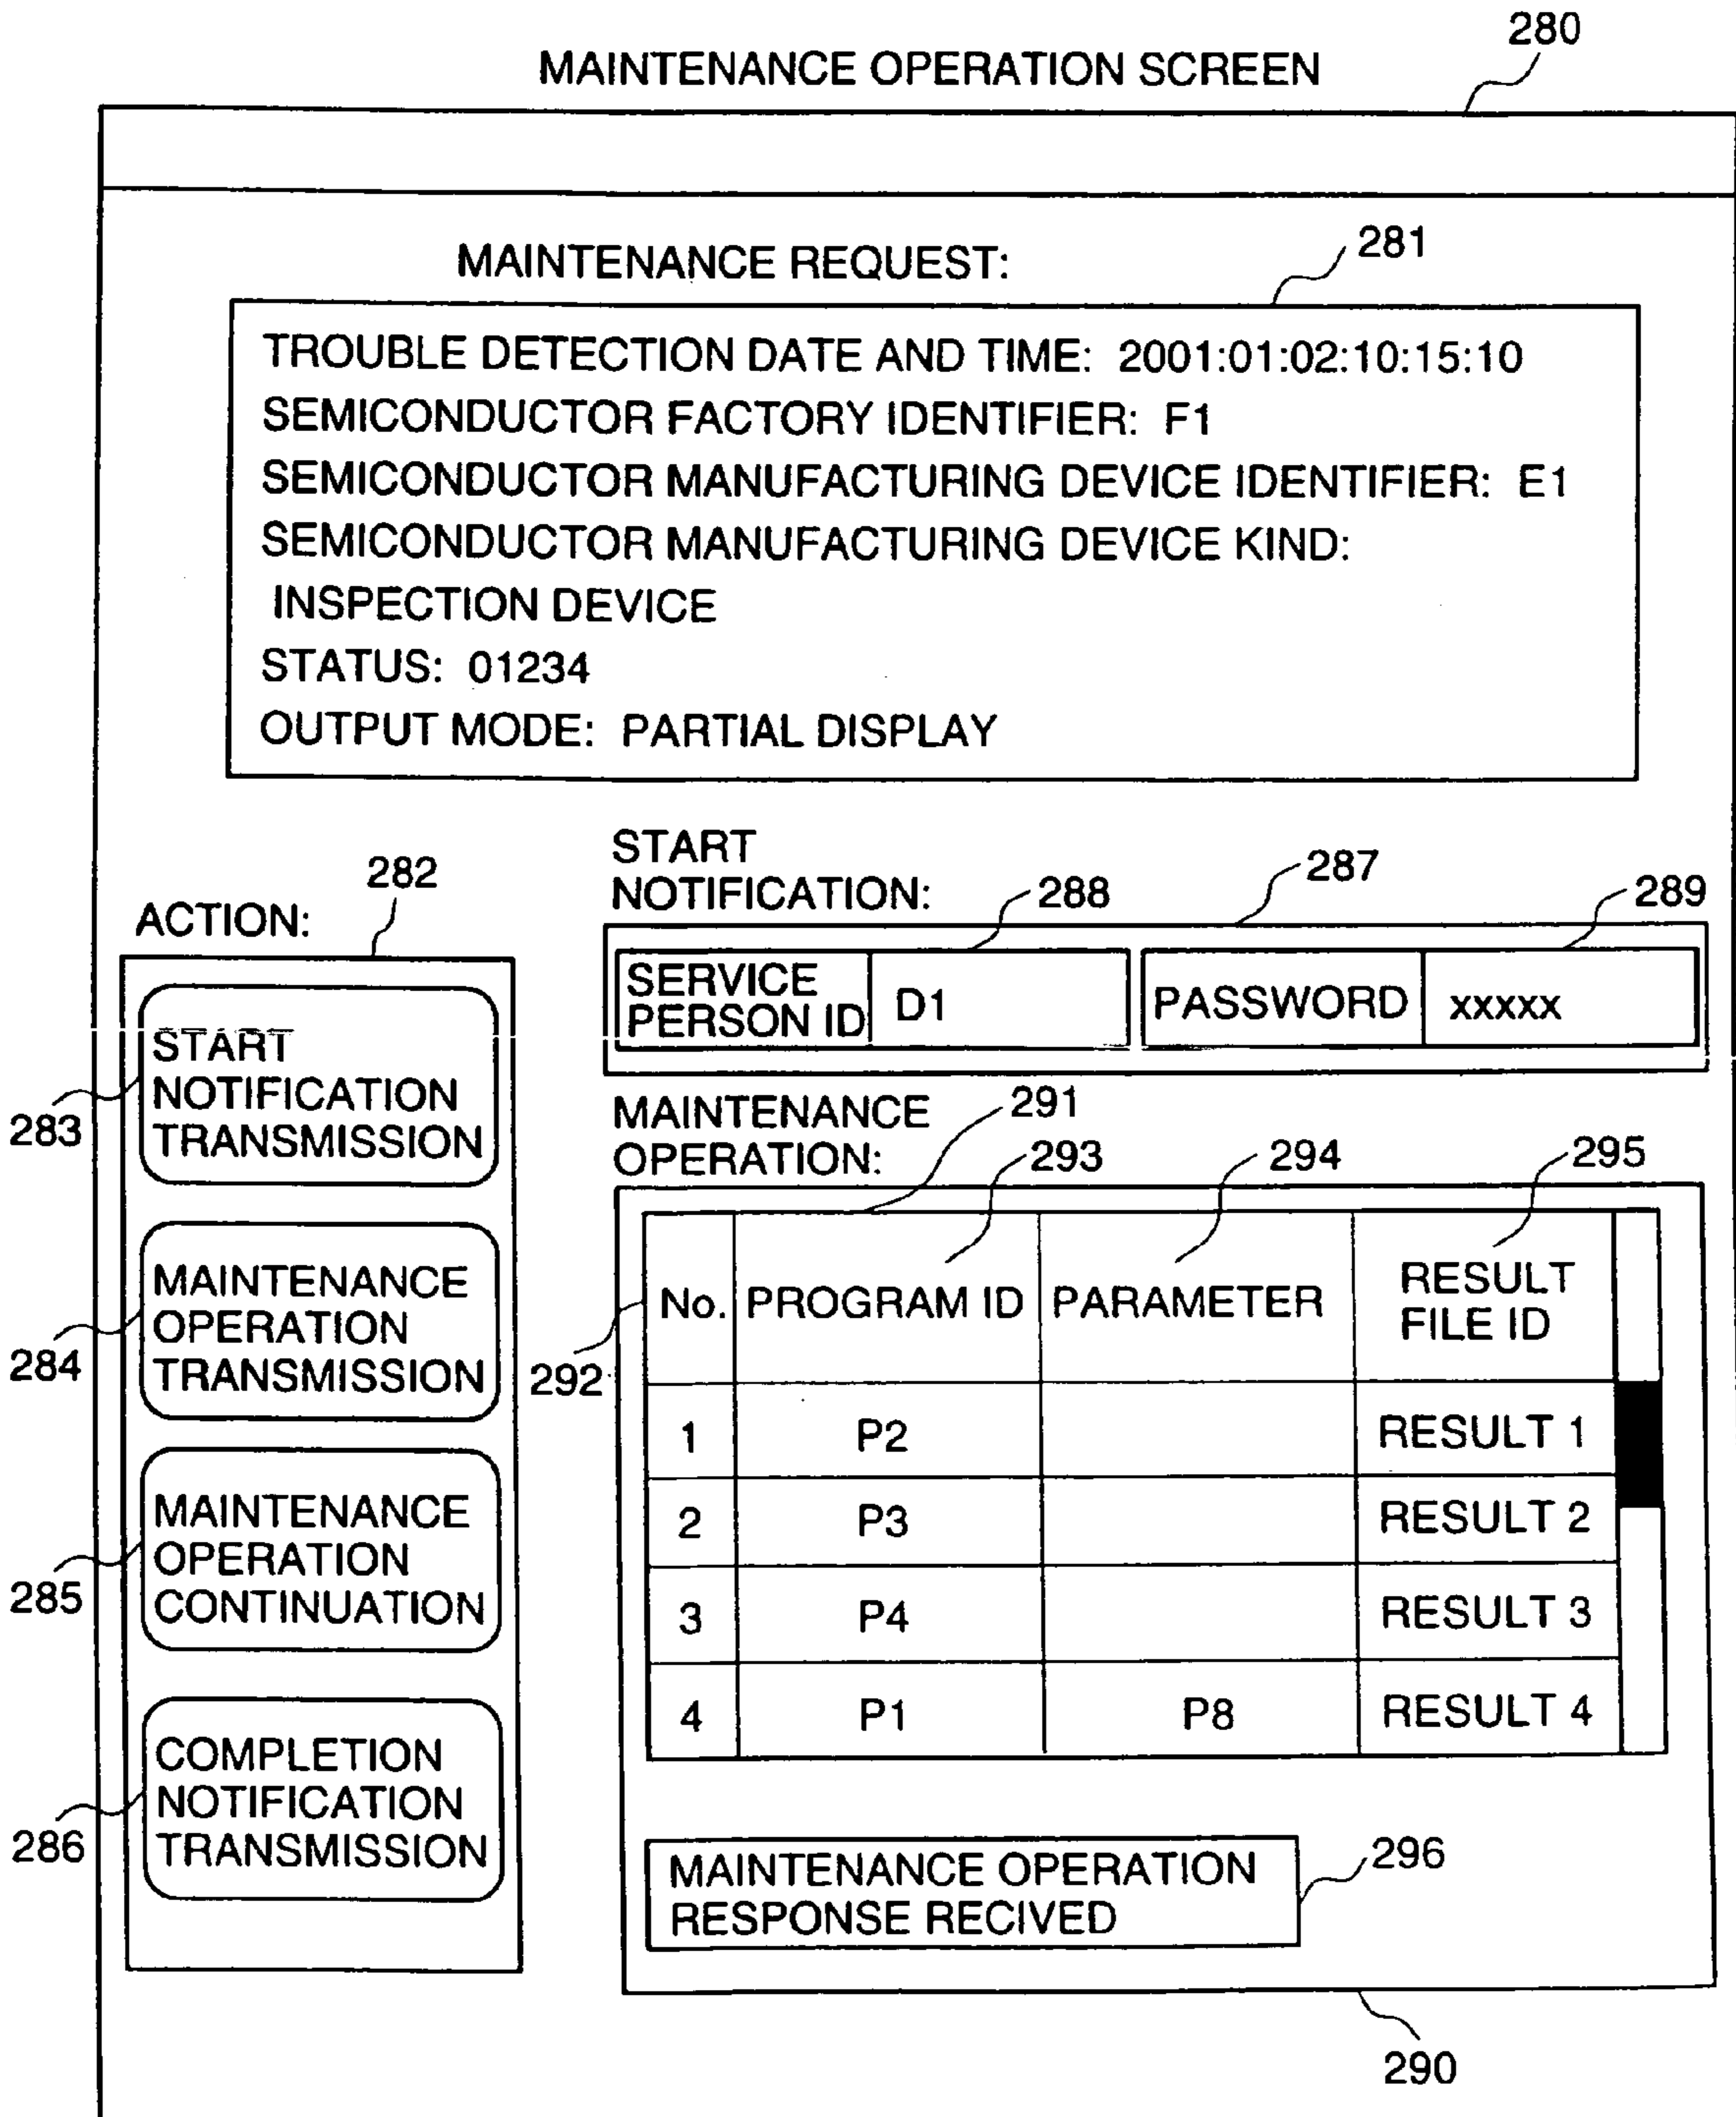 280
MAINTENANCE OPERATION SCREEN
MAINTENANCE REQUEST:
281
TROUBLE DETECTION DATE AND TIME: 2001:01:02:10:15:10
SEMICONDUCTOR FACTORY IDENTIFIER: F1
SEMICONDUCTOR MANUFACTURING DEVICE IDENTIFIER: E1
SEMICONDUCTOR MANUFACTURING DEVICE KIND:
INSPECTION DEVICE
STATUS: 01234
OUTPUT MODE: PARTIAL DISPLAY
282
ACTION:
START
NOTIFICATION
TRANSMISSION
283
MAINTENANCE
OPERATION
TRANSMISSION
284
MAINTENANCE
OPERATION
CONTINUATION
285
COMPLETION
NOTIFICATION
TRANSMISSION
286
START
NOTIFICATION:
288
287
289
SERVICE
PERSON ID
D1
PASSWORD
xxxxx
MAINTENANCE
OPERATION:
291
293
294
295
292
No. PROGRAM ID PARAMETER RESULT
FILE ID
1 P2 RESULT 1
2 P3 RESULT 2
3 P4 RESULT 3
4 P1 P8 RESULT 4
MAINTENANCE OPERATION
RESPONSE RECIVED
296
290